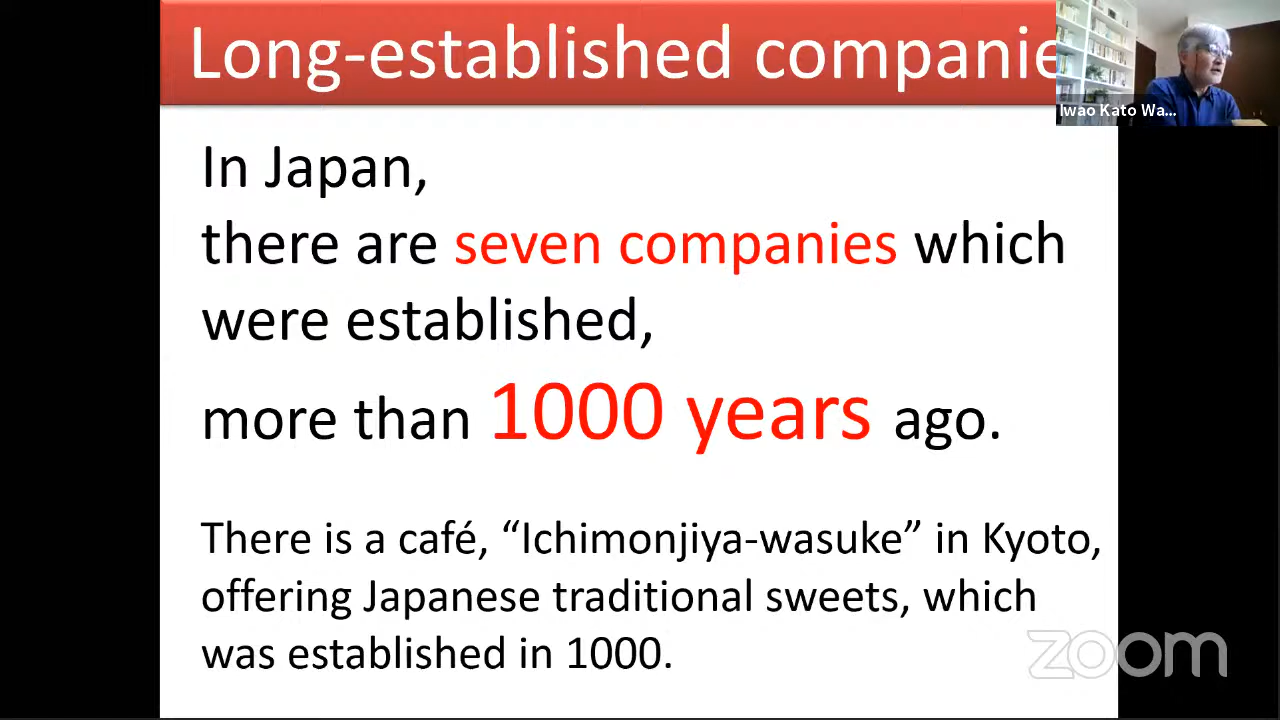 Long-established companie
Iwao Kato Wa...
In Japan,
there are seven companies which
were established,
more than 1000 years ago.
There is a café, “Ichimonjiya-wasuke” in Kyoto,
offering Japanese traditional sweets, which
was established in 1000.
zoom